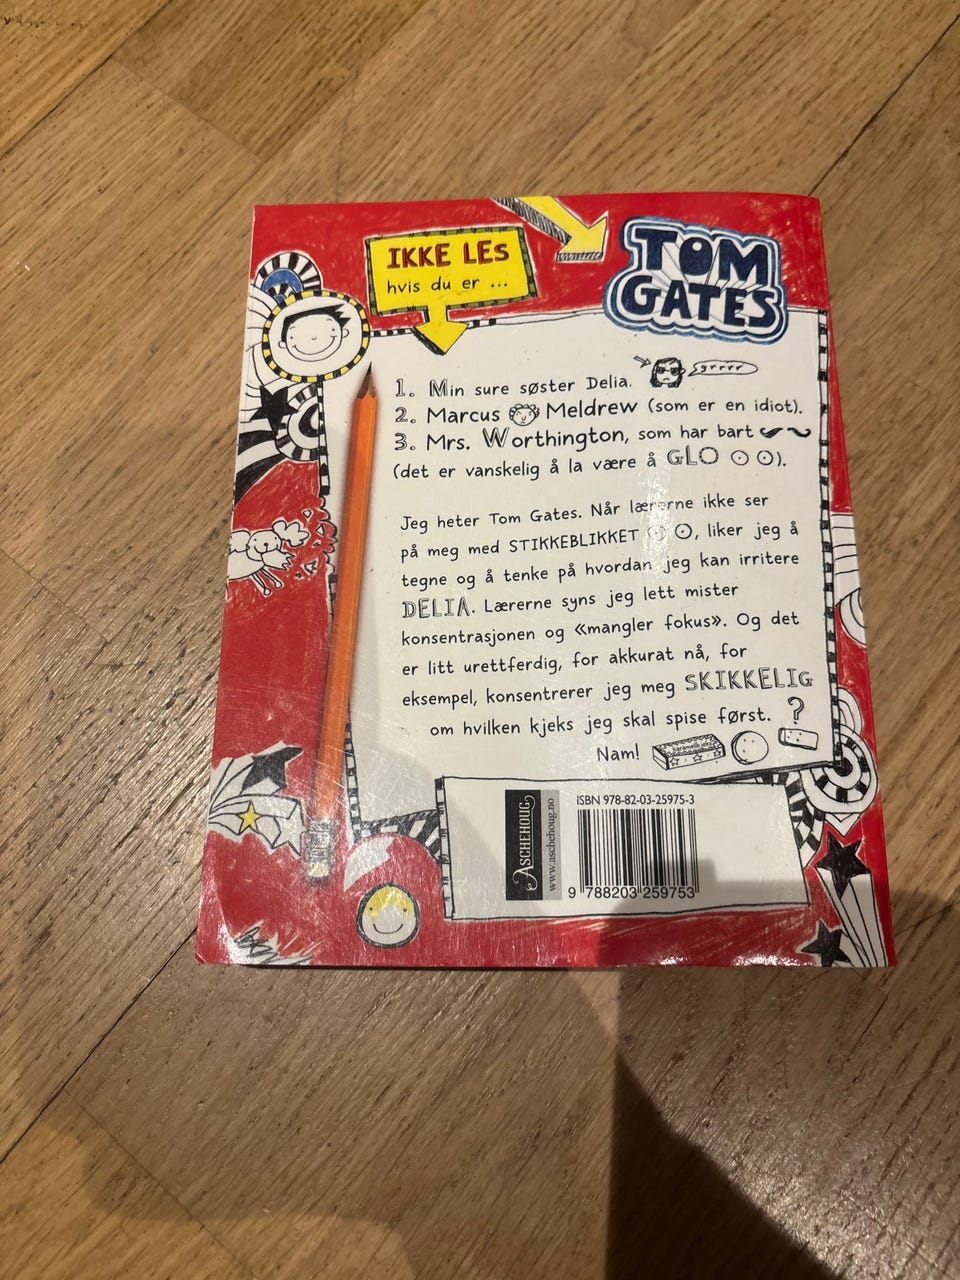 IKKE LES
hvis du er ...
TOM
GATES
1. Min sure søster Delia.
grrrr
2. Marcus Meldrew (som er en idiot).
3. Mrs. Worthington, som har bart
(det er vanskelig å la være å GLO).
Jeg heter Tom Gates. Når lærerne ikke ser
på meg med STIKKEBLIKKET, liker jeg å
tegne og å tenke på hvordan jeg kan irritere
DELIA. Lærerne syns jeg lett mister
konsentrasjonen og «mangler fokus». Og det
er litt urettferdig, for akkurat nå, for
eksempel, konsentrerer jeg meg SKIKKELIG
om hvilken kjeks jeg skal spise først. ?
Nam!
ASCHEHOUG
www.aschehoug.no
ISBN 978-82-03-25975-3
9 788203 259753